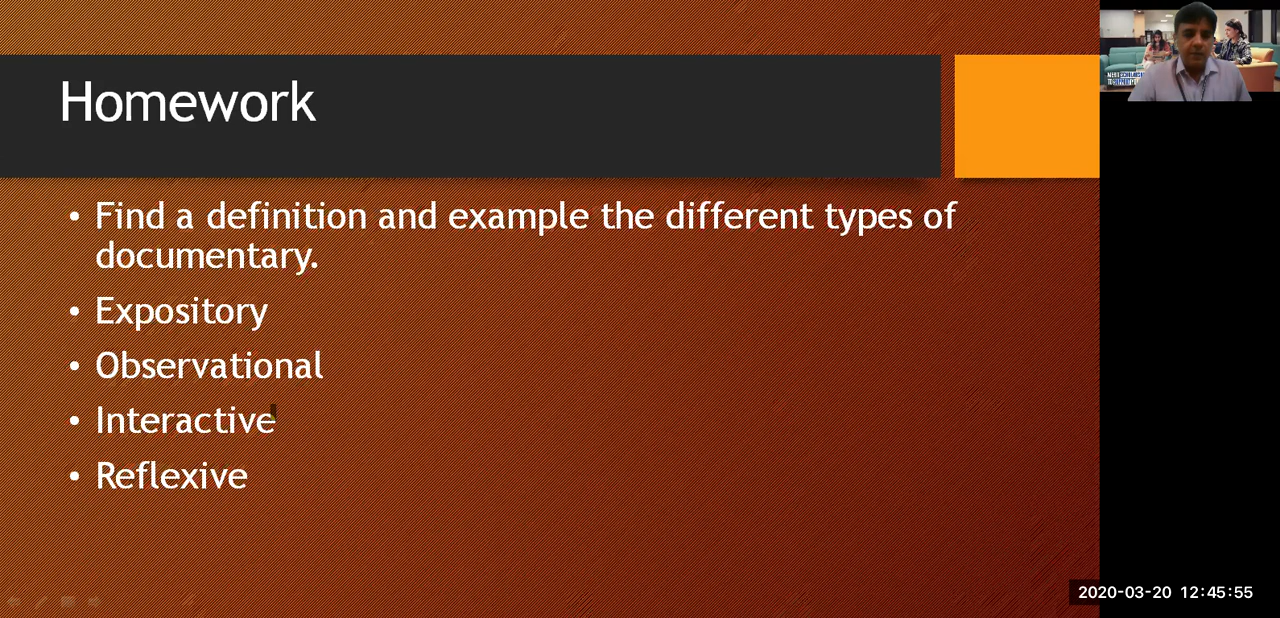 Homework
• Find a definition and example the different types of
documentary.
• Expository
• Observational
• Interactive
• Reflexive
2020-03-20 12:45:55